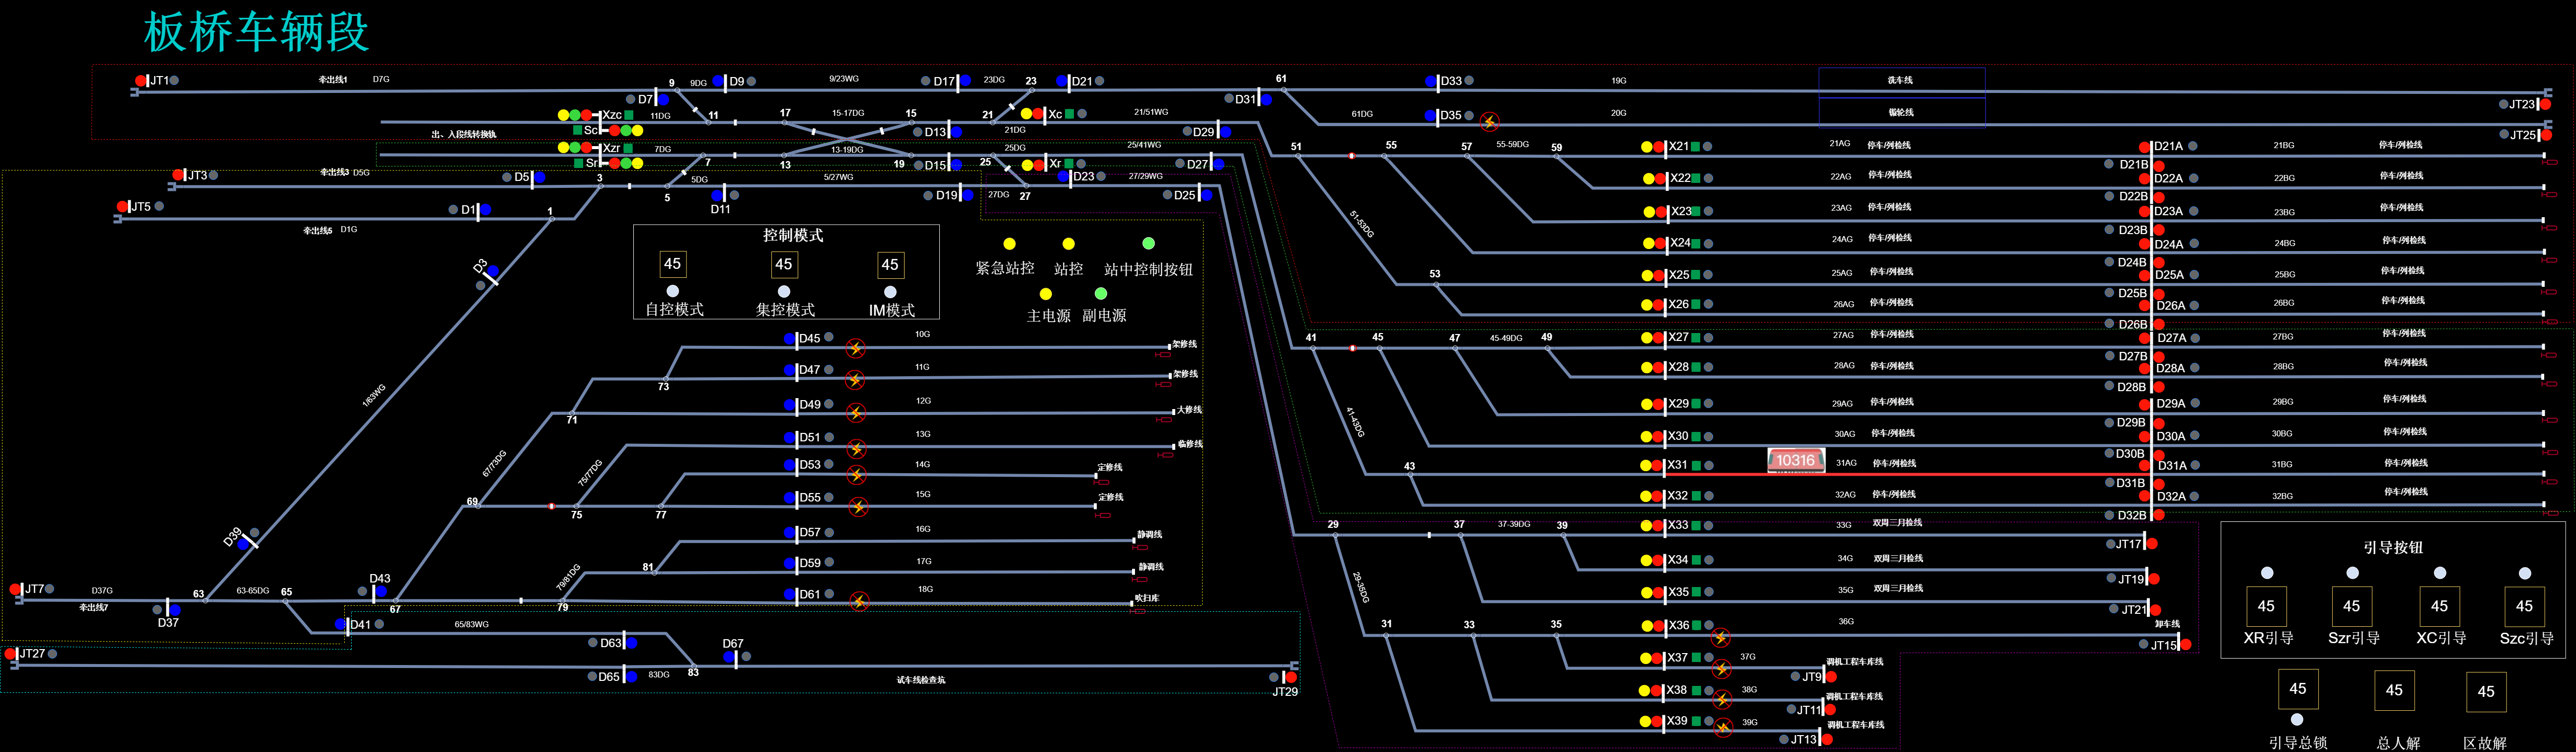 板桥车辆段
JT1 牵出线1 D7G 9 9DG D9 9/23WG D17 23DG 23 D21 61 D33 19G 洗车线
D7 D31 JT23
Xzc 11DG 11 17 15-17DG 15 21 Xc 21/51WG 61DG D35 20G 镟轮线
出、入段线转换轨 Sc D13 21DG D29 JT25
Xzr 7DG 7 13 13-19DG 19 25DG 25 25/41WG 51 55 57 55-59DG 59 X21 21AG 停车/列检线 D21A 21BG 停车/列检线
Sr D15 Xr D27 D21B
JT3 牵出线3 D5G D5 3 5DG 5/27WG D23 27/29WG X22 22AG 停车/列检线 D22A 22BG 停车/列检线
5 D11 D19 27DG 27 D25 D22B
JT5 D1 1 51-53DG X23 23AG 停车/列检线 D23A 23BG 停车/列检线
牵出线5 D1G D23B
控制模式
X24 24AG 停车/列检线 D24A 24BG 停车/列检线
D24B
45 45 45
紧急站控 站控 站中控制按钮
D3 53 X25 25AG 停车/列检线 D25A 25BG 停车/列检线
D25B
自控模式 集控模式 IM模式
主电源 副电源
X26 26AG 停车/列检线 D26A 26BG 停车/列检线
D26B
D45 10G 架修线 41 45 47 45-49DG 49 X27 27AG 停车/列检线 D27A 27BG 停车/列检线
D27B
73 D47 11G 架修线 X28 28AG 停车/列检线 D28A 28BG 停车/列检线
D28B
1/63WG 71 D49 12G 大修线 41-43DG X29 29AG 停车/列检线 D29A 29BG 停车/列检线
D29B
D51 13G 临修线 X30 30AG 停车/列检线 D30A 30BG 停车/列检线
D30B
67/73DG 75/77DG D53 14G 定修线 43 X31 10316 31AG 停车/列检线 D31A 31BG 停车/列检线
D31B
69 75 77 D55 15G 定修线 X32 32AG 停车/列检线 D32A 32BG 停车/列检线
D32B
D39 D57 16G 静调线 29 37 37-39DG 39 X33 33G 双周三月检线 JT17
81 D59 17G 静调线 X34 34G 双周三月检线 JT19
JT7 D37G 63 63-65DG 65 D43 67 79/81DG 79 D61 18G 吹扫库 29-35DG X35 35G 双周三月检线 JT21
牵出线7 D37
D41 65/83WG D63 31 33 35 X36 36G 卸车线 JT15
JT27 D65 83DG 83 D67 试车线检查坑 JT29
X37 37G 调机工程车库线 JT9
X38 38G 调机工程车库线 JT11
X39 39G 调机工程车库线 JT13
引导按钮
45 45 45 45
XR引导 Szr引导 XC引导 Szc引导
45 45 45
引导总锁 总人解 区故解